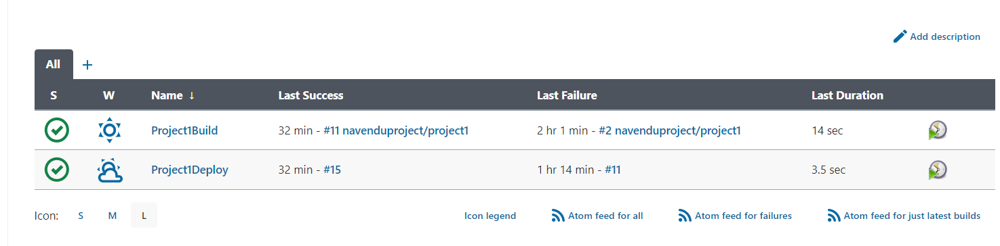 Add description
All +
S W Name ↓ Last Success Last Failure Last Duration
Project1Build 32 min - #11 navenduproject/project1 2 hr 1 min - #2 navenduproject/project1 14 sec
Project1Deploy 32 min - #15 1 hr 14 min - #11 3.5 sec
Icon: S M L Icon legend Atom feed for all Atom feed for failures Atom feed for just latest builds